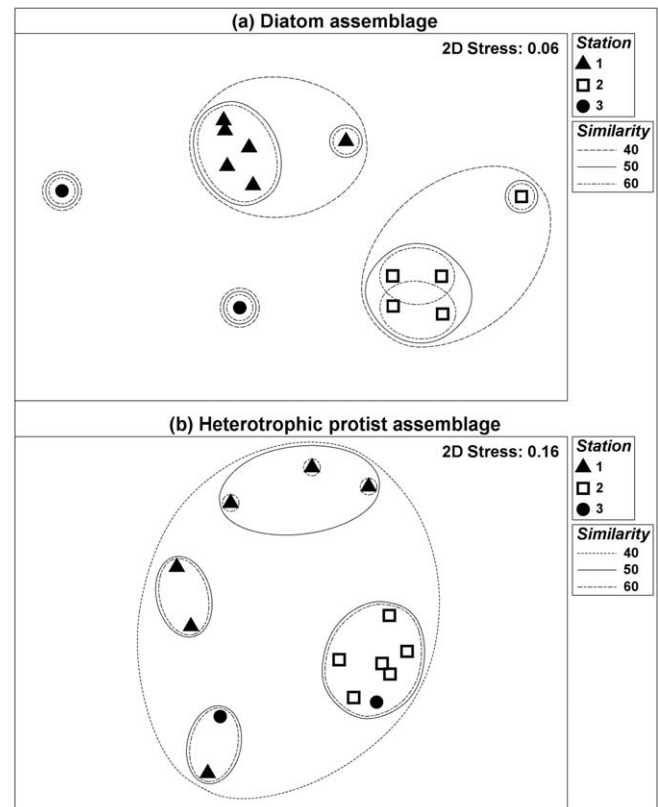 (a) Diatom assemblage
2D Stress: 0.06
Station
1
2
3
Similarity
40
50
60
(b) Heterotrophic protist assemblage
2D Stress: 0.16
Station
1
2
3
Similarity
40
50
60